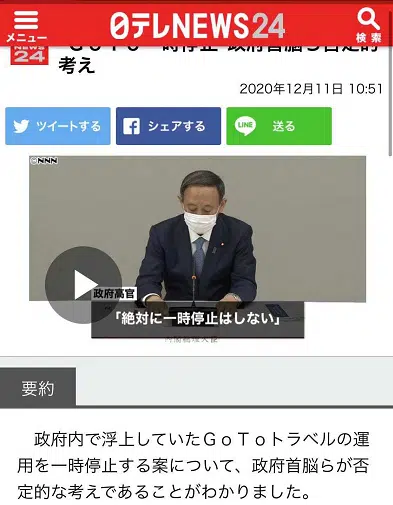 日テレNEWS24
メニュー
検索
NEWS
24
考え
2020年12月11日 10:51
ツイートする
シェアする
LINE
送る
©NNN
政府高官
「絶対に一時停止はしない」
要約
政府内で浮上していたＧｏＴｏトラベルの運
用を一時停止する案について、政府首脳らが否
定的な考えであることがわかりました。